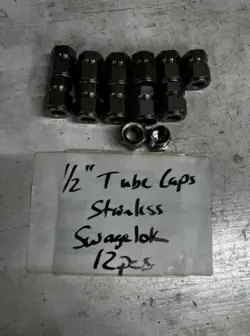 1/2" Tube Caps
Stainless
Swagelok
12pcs